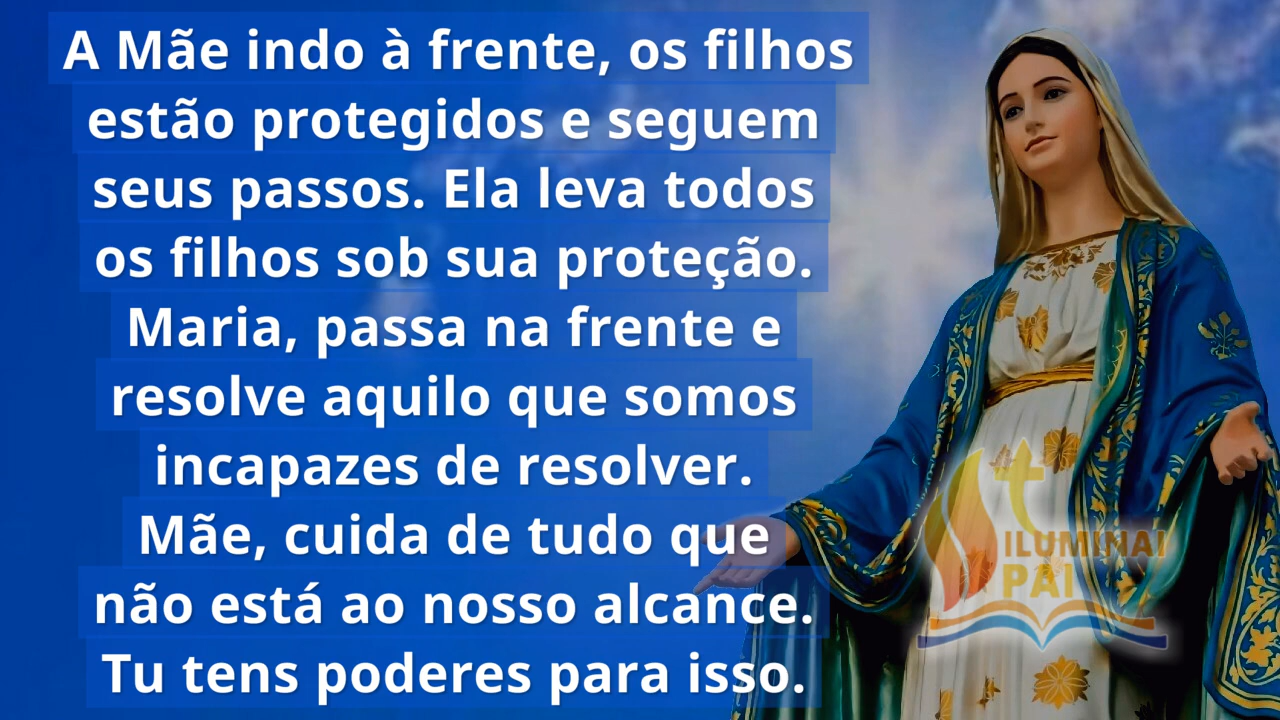 A Mãe indo à frente, os filhos
estão protegidos e seguem
seus passos. Ela leva todos
os filhos sob sua proteção.
Maria, passa na frente e
resolve aquilo que somos
incapazes de resolver.
Mãe, cuida de tudo que
não está ao nosso alcance.
Tu tens poderes para isso.
ILUMINAI
PAI